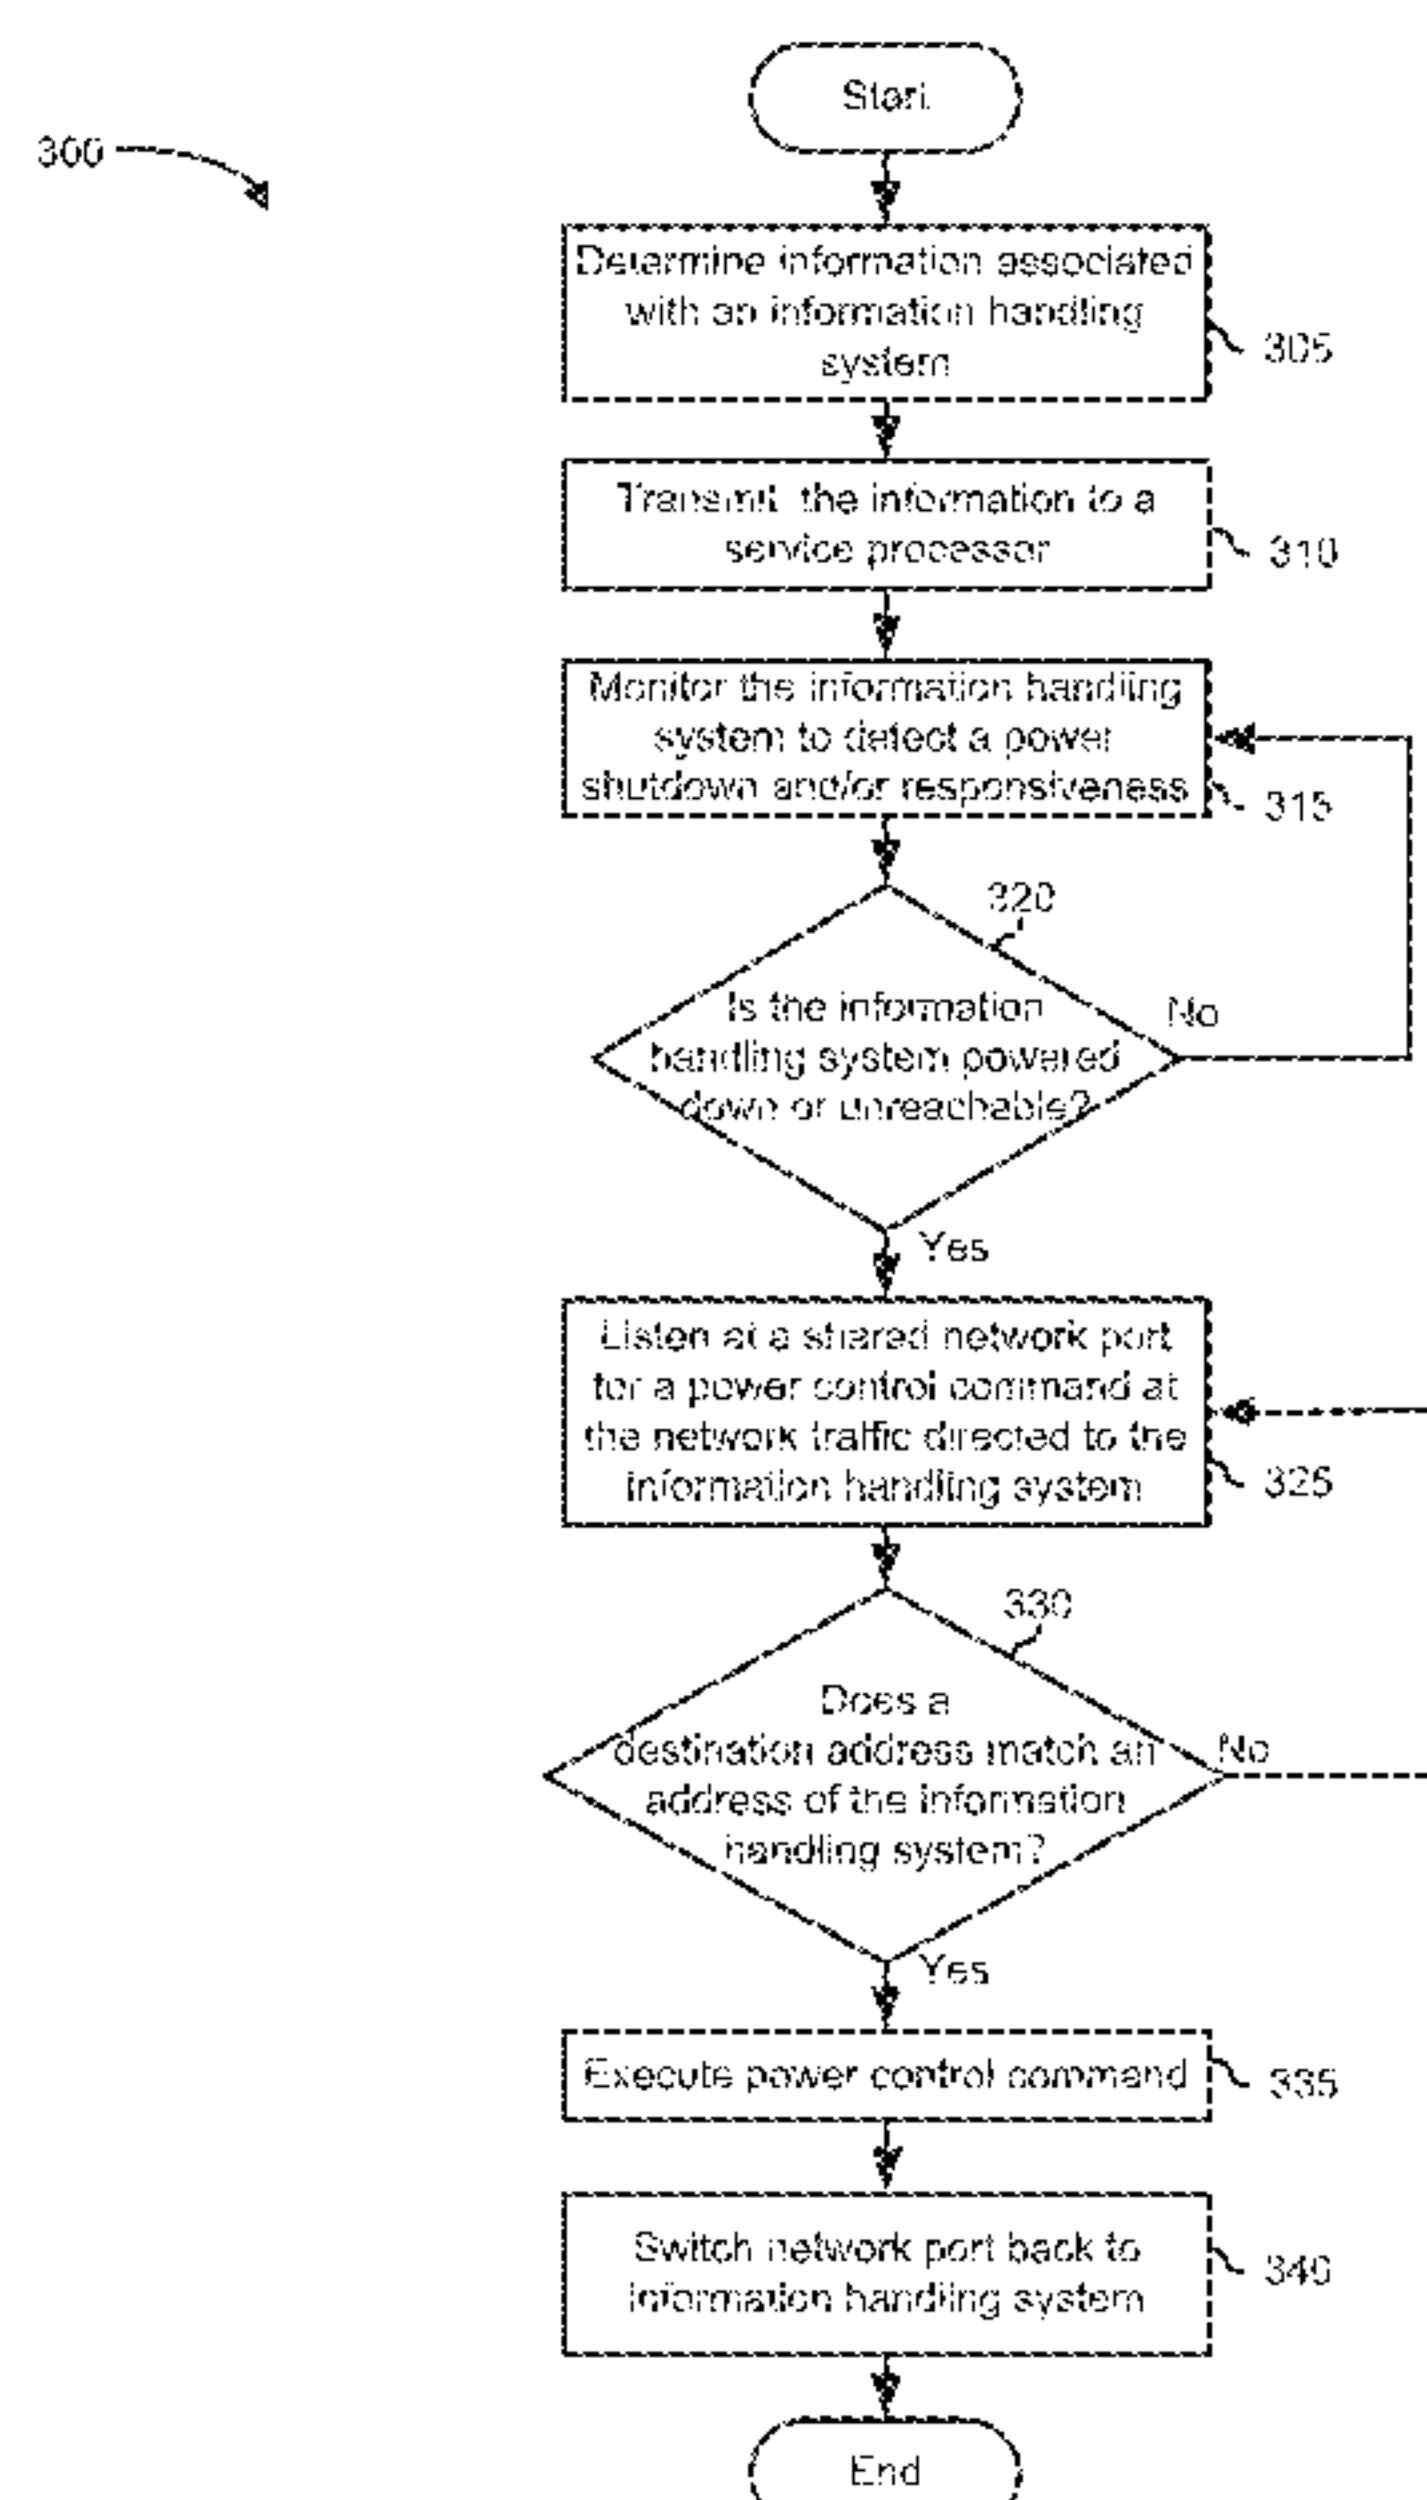 Start
300
Determine information associated
with an information handling
system
305
Transmit the information to a
service processor
310
Monitor the information handling
system to detect a power
shutdown and/or responsiveness
315
320
Is the information
handling system powered
down or unreachable?
No
Yes
Listen at a shared network port
for a power control command at
the network traffic directed to the
information handling system
325
330
Does a
destination address match an
address of the information
handling system?
No
Yes
Execute power control command
335
Switch network port back to
information handling system
340
End